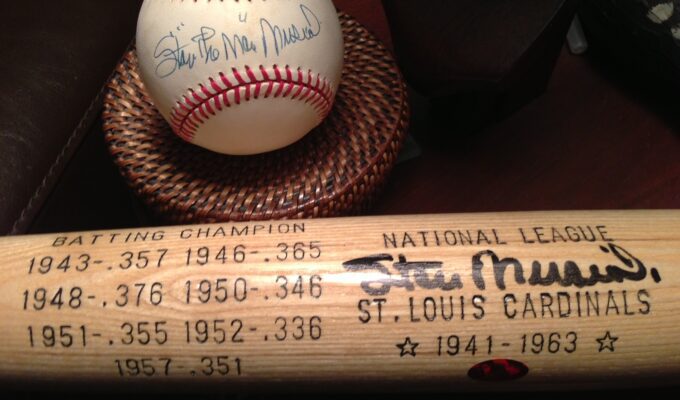 "Stan The Man" Musial
BATTING CHAMPION
1943-.357 1946-.365
1948-.376 1950-.346
1951-.355 1952-.336
1957-.351
NATIONAL LEAGUE
Stan Musial
ST. LOUIS CARDINALS
☆ 1941-1963 ☆